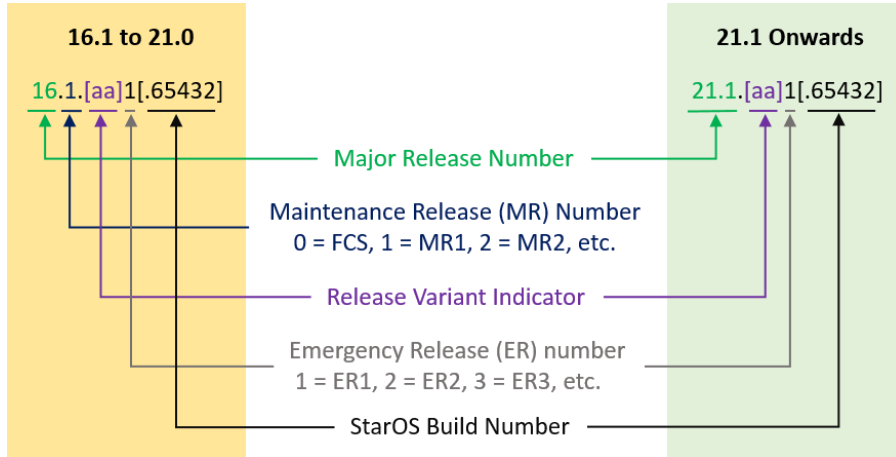 16.1 to 21.0
21.1 Onwards
16.1.[aa]1[.65432]
21.1.[aa]1[.65432]
Major Release Number
Maintenance Release (MR) Number
0 = FCS, 1 = MR1, 2 = MR2, etc.
Release Variant Indicator
Emergency Release (ER) number
1 = ER1, 2 = ER2, 3 = ER3, etc.
StarOS Build Number